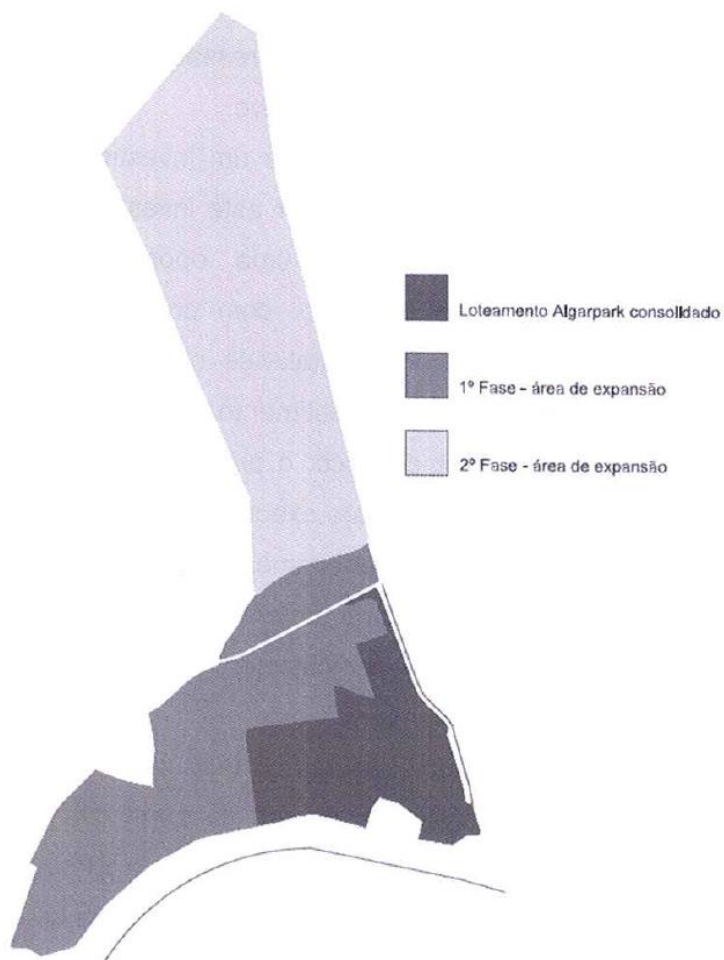 Loteamento Algarpark consolidado
1º Fase - área de expansão
2º Fase - área de expansão